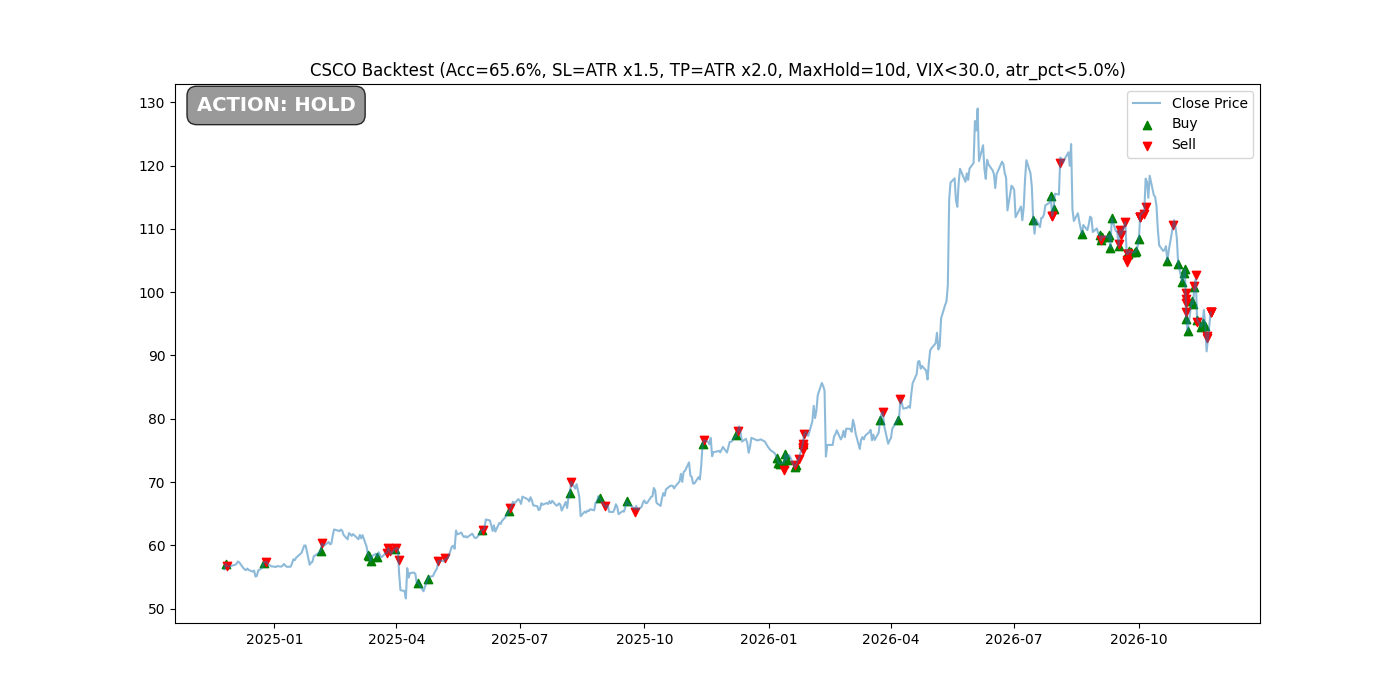 CSCO Backtest (Acc=65.6%, SL=ATR x1.5, TP=ATR x2.0, MaxHold=10d, VIX<30.0, atr_pct<5.0%)
ACTION: HOLD
Close Price
Buy
Sell
130
120
110
100
90
80
70
60
50
2025-01 2025-04 2025-07 2025-10 2026-01 2026-04 2026-07 2026-10